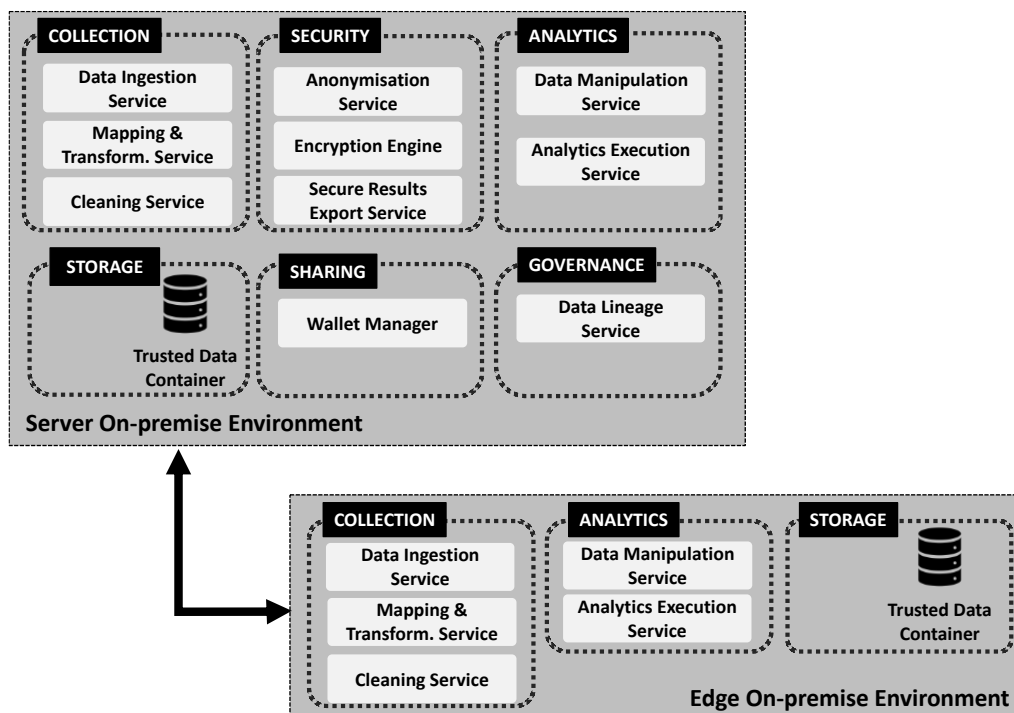 COLLECTION
Data Ingestion
Service
Mapping &
Transform. Service
Cleaning Service
SECURITY
Anonymisation
Service
Encryption Engine
Secure Results
Export Service
ANALYTICS
Data Manipulation
Service
Analytics Execution
Service
STORAGE
Trusted Data
Container
SHARING
Wallet Manager
GOVERNANCE
Data Lineage
Service
Server On-premise Environment
COLLECTION
Data Ingestion
Service
Mapping &
Transform. Service
Cleaning Service
ANALYTICS
Data Manipulation
Service
Analytics Execution
Service
STORAGE
Trusted Data
Container
Edge On-premise Environment